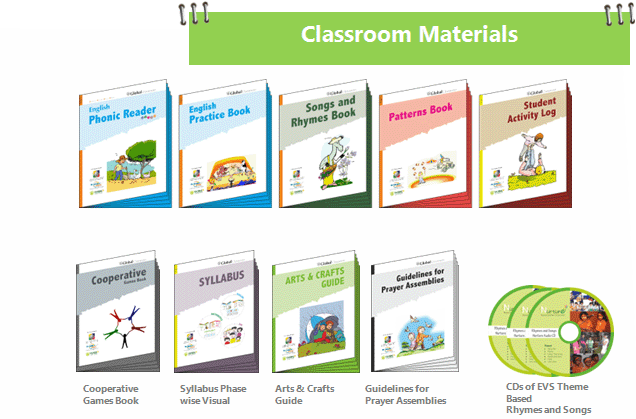 Classroom Materials
English
Phonic Reader
English
Practice Book
Songs and
Rhymes Book
Patterns Book
Student
Activity Log
Cooperative
Games Book
SYLLABUS
ARTS & CRAFTS
GUIDE
Guidelines for
Prayer Assemblies
Cooperative
Games Book
Syllabus Phase
wise Visual
Arts & Crafts
Guide
Guidelines for
Prayer Assemblies
CDs of EVS Theme
Based
Rhymes and Songs